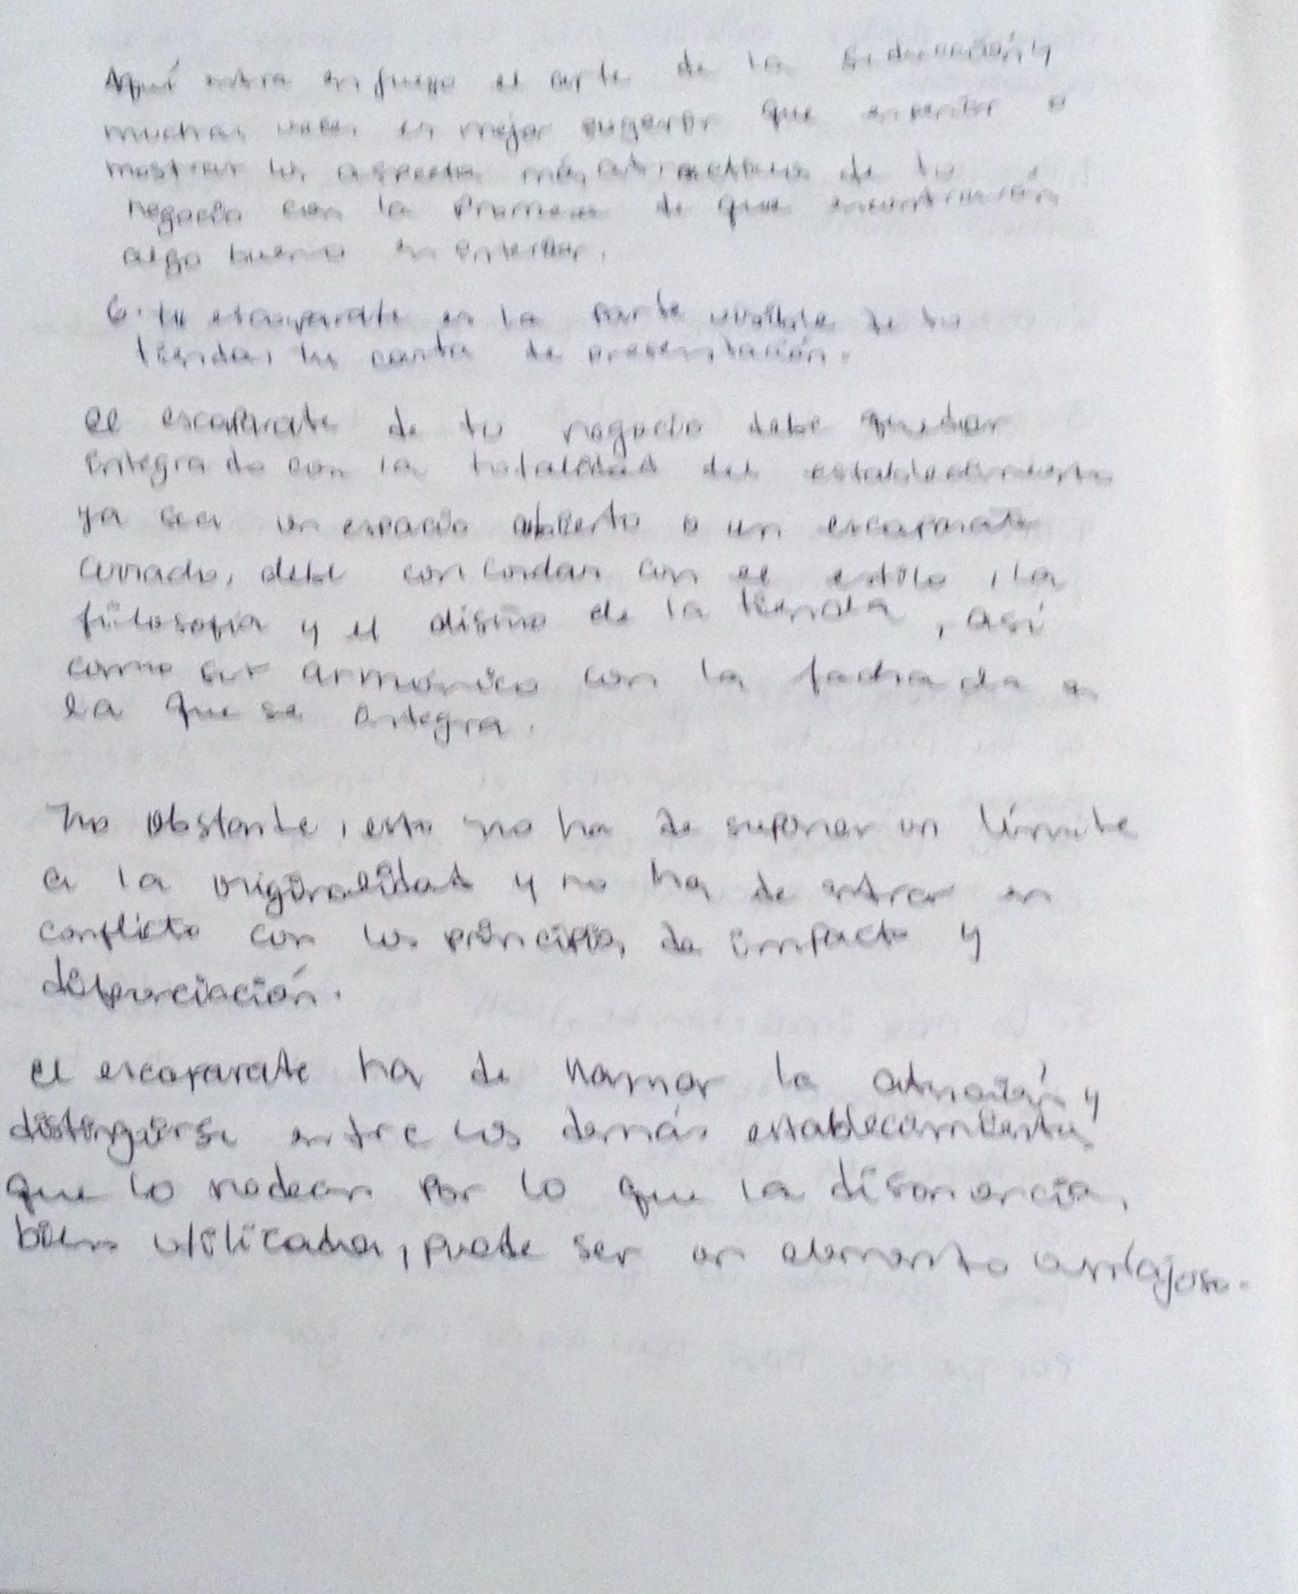 Aquí entra en juego el arte de la seducción y
muchas veces es mejor sugerir que enseñar o
mostrar los aspectos más atractivos de tu
negocio con la promesa de que encontrarán
algo bueno en interior.
6. tu escaparate es la parte visible de tu
tienda, tu carta de presentación.
el escaparate de tu negocio debe quedar
integrado con la totalidad del establecimiento
ya sea un espacio abierto o un escaparate
cerrado, debe concordar con el estilo, la
filosofía y el diseño de la tienda, así
como ser armónico con la fachada en
la que se integra.
no obstante, esto no ha de suponer un límite
a la originalidad y no ha de entrar en
conflicto con los principios de impacto y
el escaparate ha de llamar la atención y
distinguirse entre los demás establecimientos
que lo rodean por lo que la disonancia,
bien utilizada, puede ser un elemento